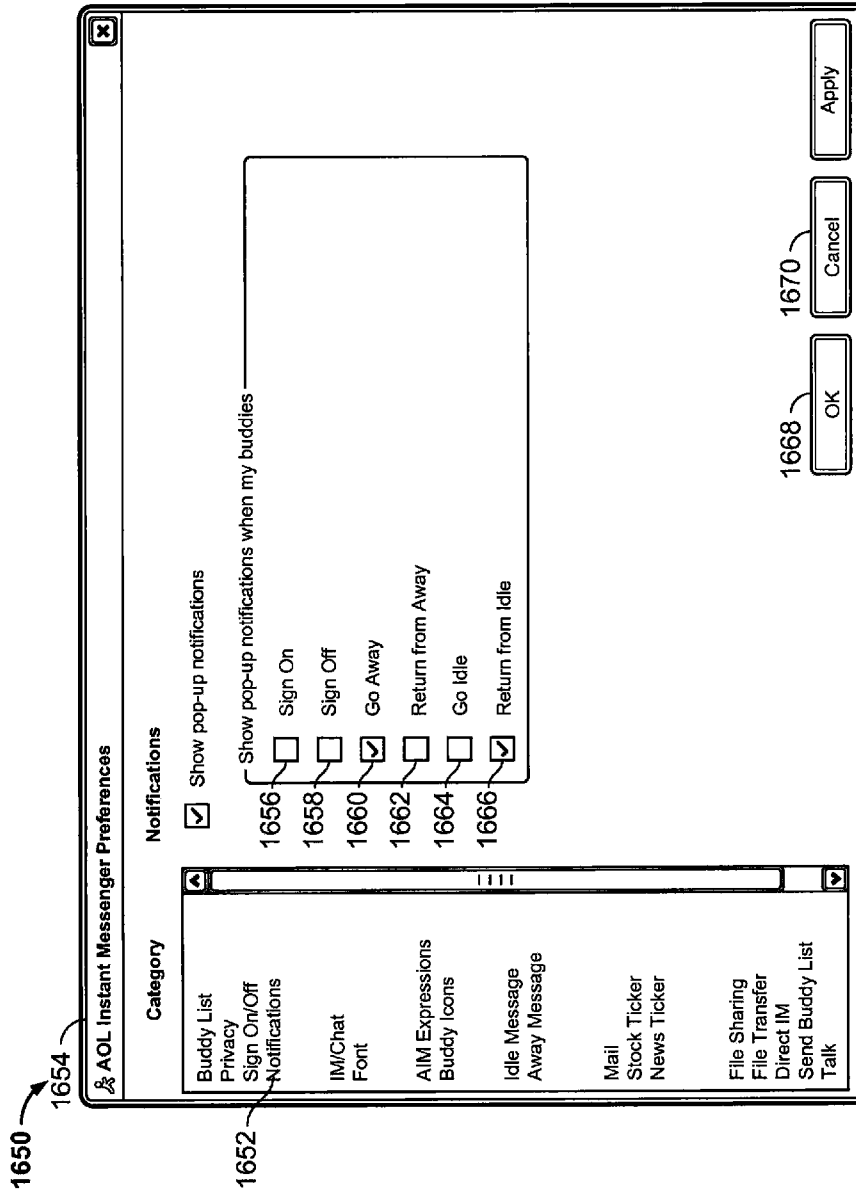 1650
1654
AOL Instant Messenger Preferences
Category
Buddy List
Privacy
Sign On/Off
Notifications
1652
IM/Chat
Font
AIM Expressions
Buddy Icons
Idle Message
Away Message
Mail
Stock Ticker
News Ticker
File Sharing
File Transfer
Direct IM
Send Buddy List
Talk
Notifications
Show pop-up notifications
Show pop-up notifications when my buddies
1656 Sign On
1658 Sign Off
1660 Go Away
1662 Return from Away
1664 Go Idle
1666 Return from Idle
1668
OK
1670
Cancel
Apply